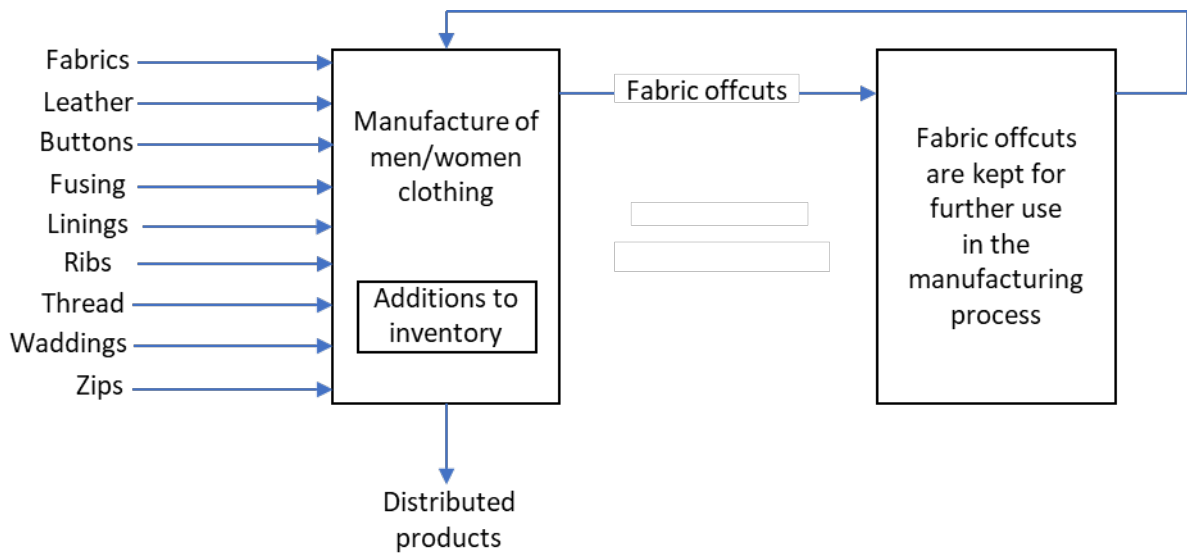 Fabrics
Leather
Buttons
Fusing
Linings
Ribs
Thread
Waddings
Zips
Manufacture of
men/women
clothing
Additions to
inventory
Distributed
products
Fabric offcuts
Fabric offcuts
are kept for
further use
in the
manufacturing
process